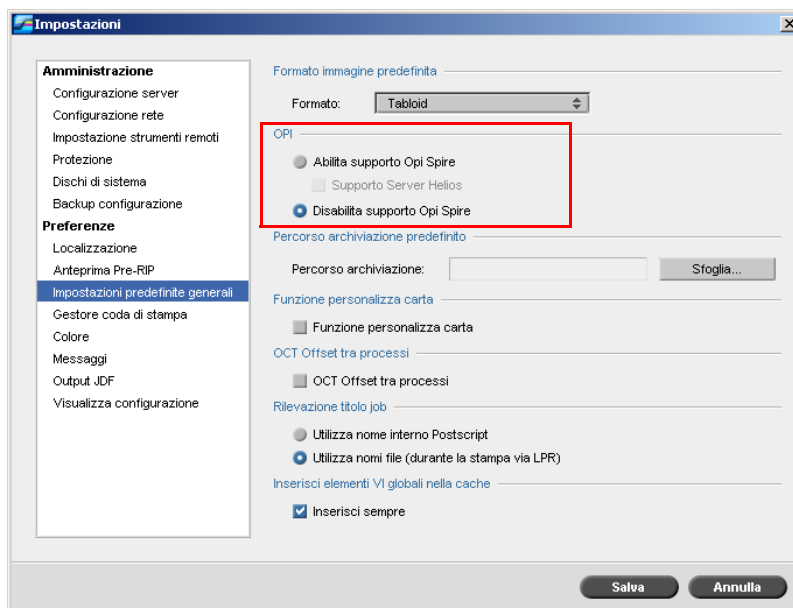 Impostazioni
Amministrazione
Configurazione server
Configurazione rete
Impostazione strumenti remoti
Protezione
Dischi di sistema
Backup configurazione
Preferenze
Localizzazione
Anteprima Pre-RIP
Impostazioni predefinite generali
Gestore coda di stampa
Colore
Messaggi
Output JDF
Visualizza configurazione
Formato immagine predefinita
Formato: Tabloid
OPI
Abilita supporto Opi Spire
Supporto Server Helios
Disabilita supporto Opi Spire
Percorso archiviazione predefinito
Percorso archiviazione: Sfoglia...
Funzione personalizza carta
Funzione personalizza carta
OCT Offset tra processi
OCT Offset tra processi
Rilevazione titolo job
Utilizza nome interno Postscript
Utilizza nomi file (durante la stampa via LPR)
Inserisci elementi VI globali nella cache
Inserisci sempre
Salva Annulla